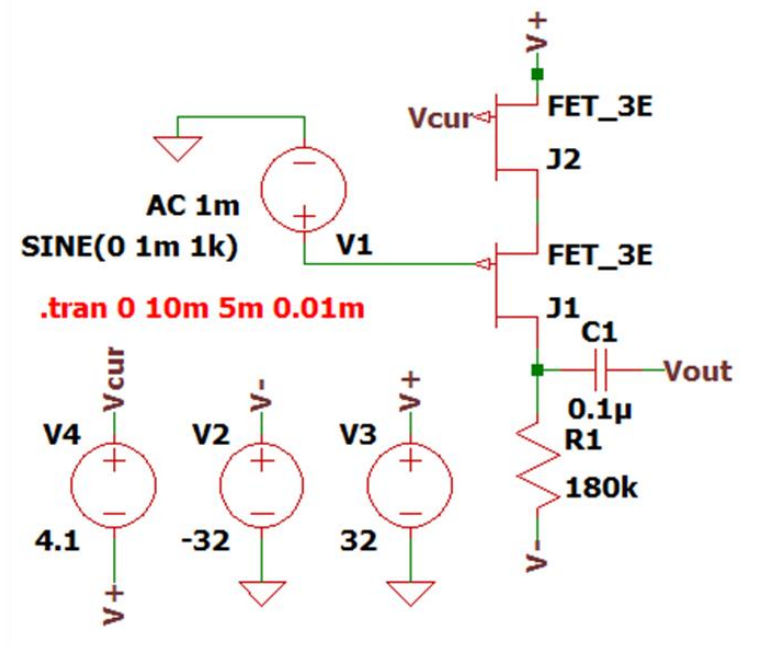 V+
FET_3E
Vcur
J2
AC 1m
SINE(0 1m 1k)
V1
FET_3E
J1
.tran 0 10m 5m 0.01m
C1
Vout
0.1µ
Vcur
V-
V+
V4
V2
V3
R1
180k
4.1
-32
32
V-
V+